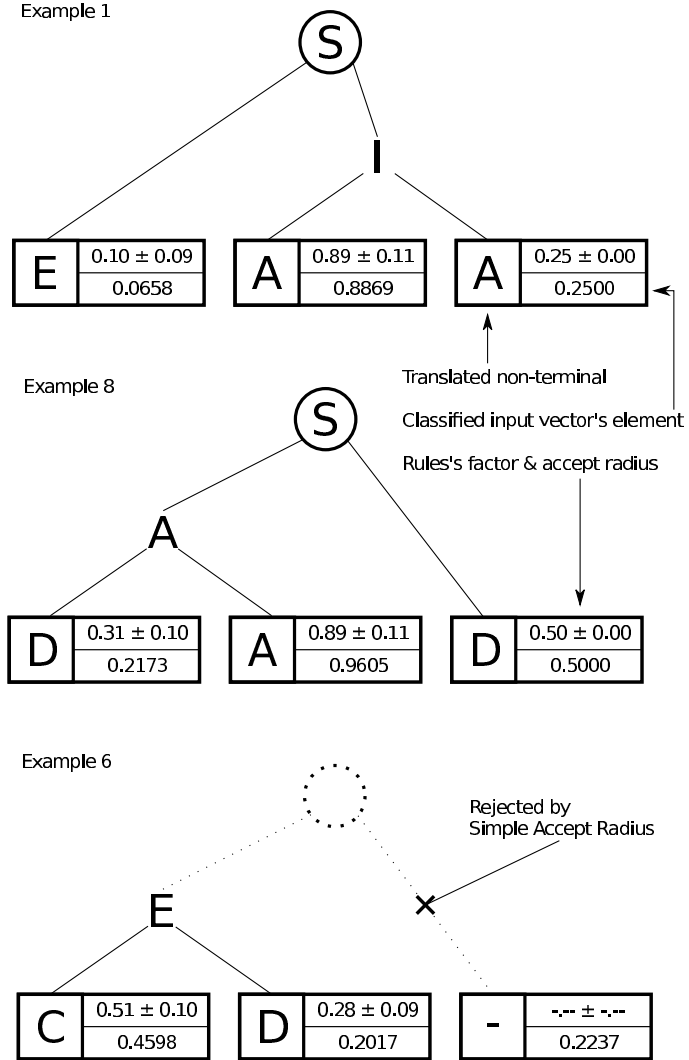 Example 1
S
I
E 0.10 ± 0.09 A 0.89 ± 0.11 A 0.25 ± 0.00
0.0658 0.8869 0.2500
Translated non-terminal
Example 8
S
Classified input vector's element
Rules's factor & accept radius
A
D 0.31 ± 0.10 A 0.89 ± 0.11 D 0.50 ± 0.00
0.2173 0.9605 0.5000
Example 6
Rejected by
Simple Accept Radius
E
C 0.51 ± 0.10 D 0.28 ± 0.09 - -.-- ± -.--
0.4598 0.2017 0.2237